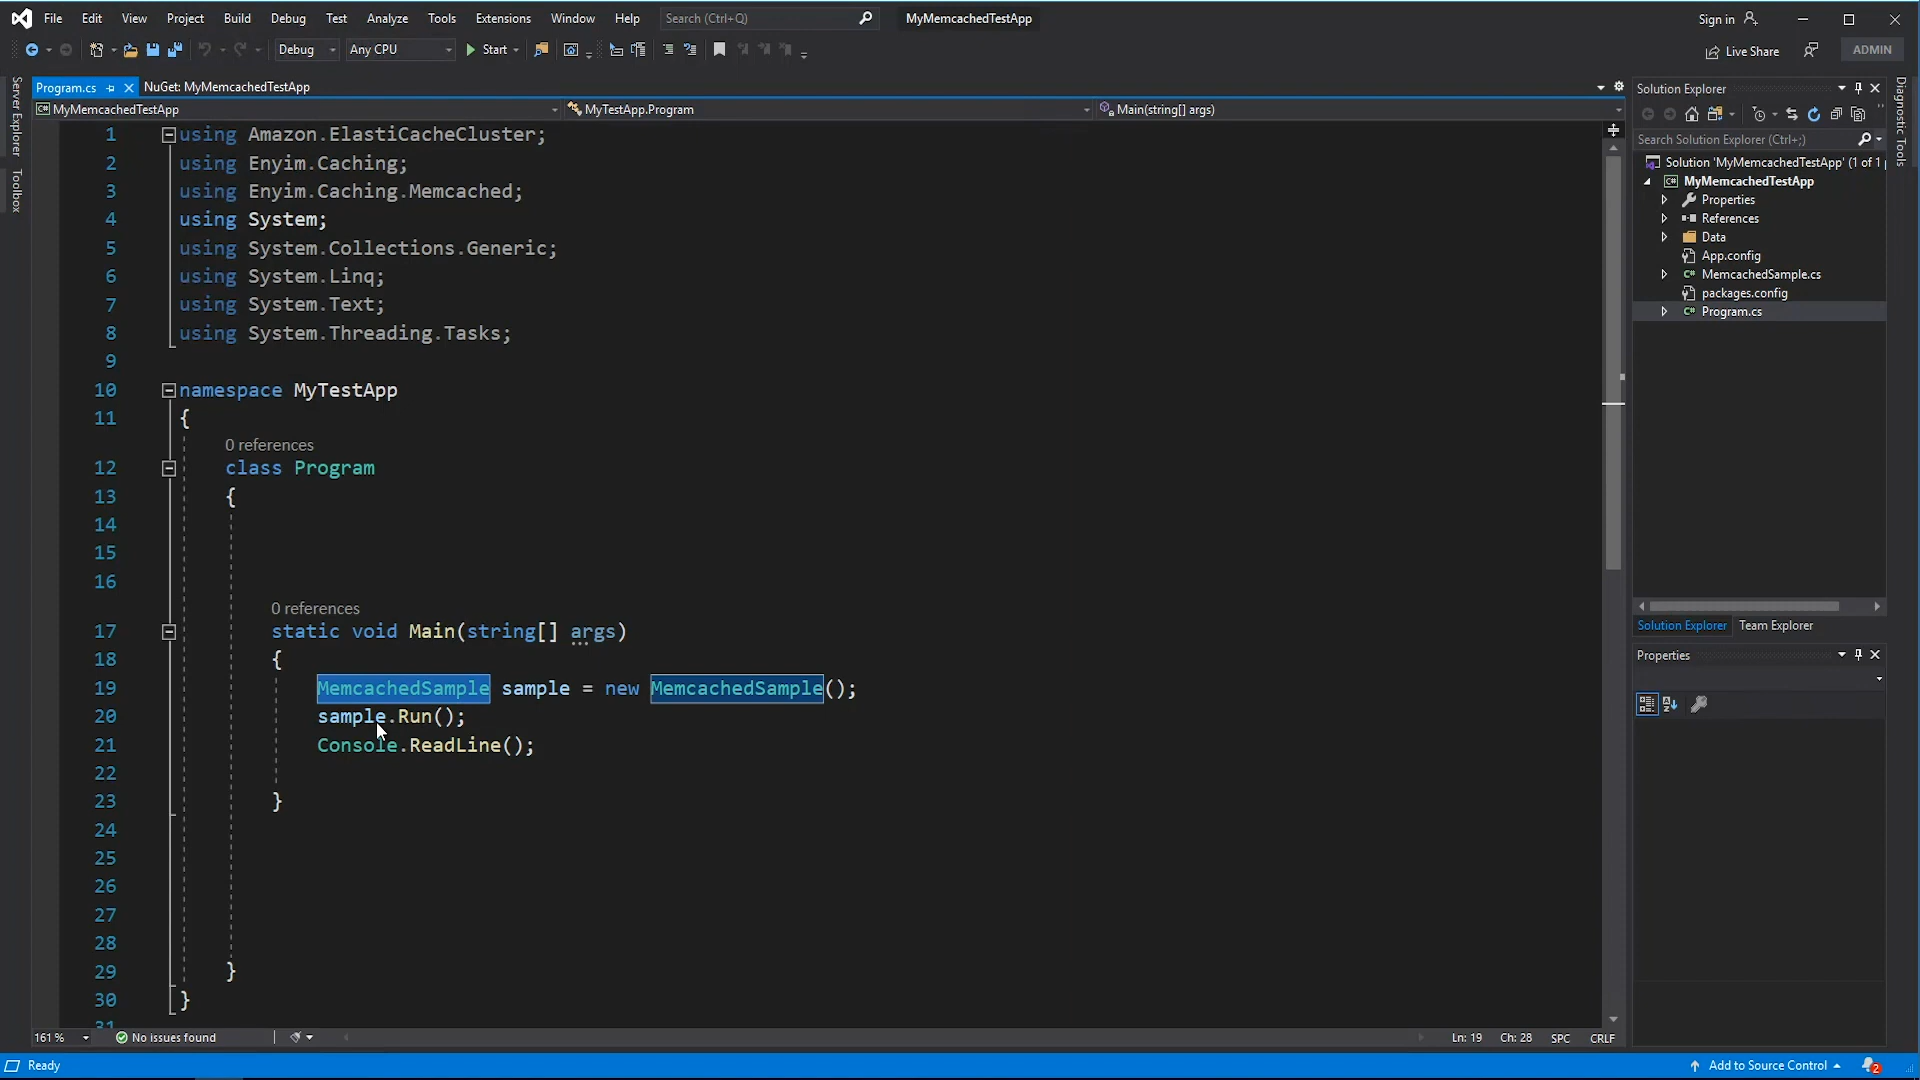 File Edit View Project Build Debug Test Analyze Tools Extensions Window Help Search (Ctrl+Q) MyMemcachedTestApp Sign in
Debug Any CPU Start Live Share ADMIN
Program.cs NuGet: MyMemcachedTestApp
MyMemcachedTestApp MyTestApp.Program Main(string[] args)
Server Explorer
Toolbox
1 using Amazon.ElastiCacheCluster;
2 using Enyim.Caching;
3 using Enyim.Caching.Memcached;
4 using System;
5 using System.Collections.Generic;
6 using System.Linq;
7 using System.Text;
8 using System.Threading.Tasks;
9
10 namespace MyTestApp
11 {
0 references
12 class Program
13 {
14
15
16
0 references
17 static void Main(string[] args)
18 {
19 MemcachedSample sample = new MemcachedSample();
20 sample.Run();
21 Console.ReadLine();
22
23 }
24
25
26
27
28
29 }
30 }
31
161 % No issues found Ln: 19 Ch: 28 SPC CRLF
Solution Explorer
Search Solution Explorer (Ctrl+;)
Solution 'MyMemcachedTestApp' (1 of 1 p
MyMemcachedTestApp
Properties
References
Data
App.config
MemcachedSample.cs
packages.config
Program.cs
Solution Explorer Team Explorer
Properties
Diagnostic Tools
Ready Add to Source Control 2